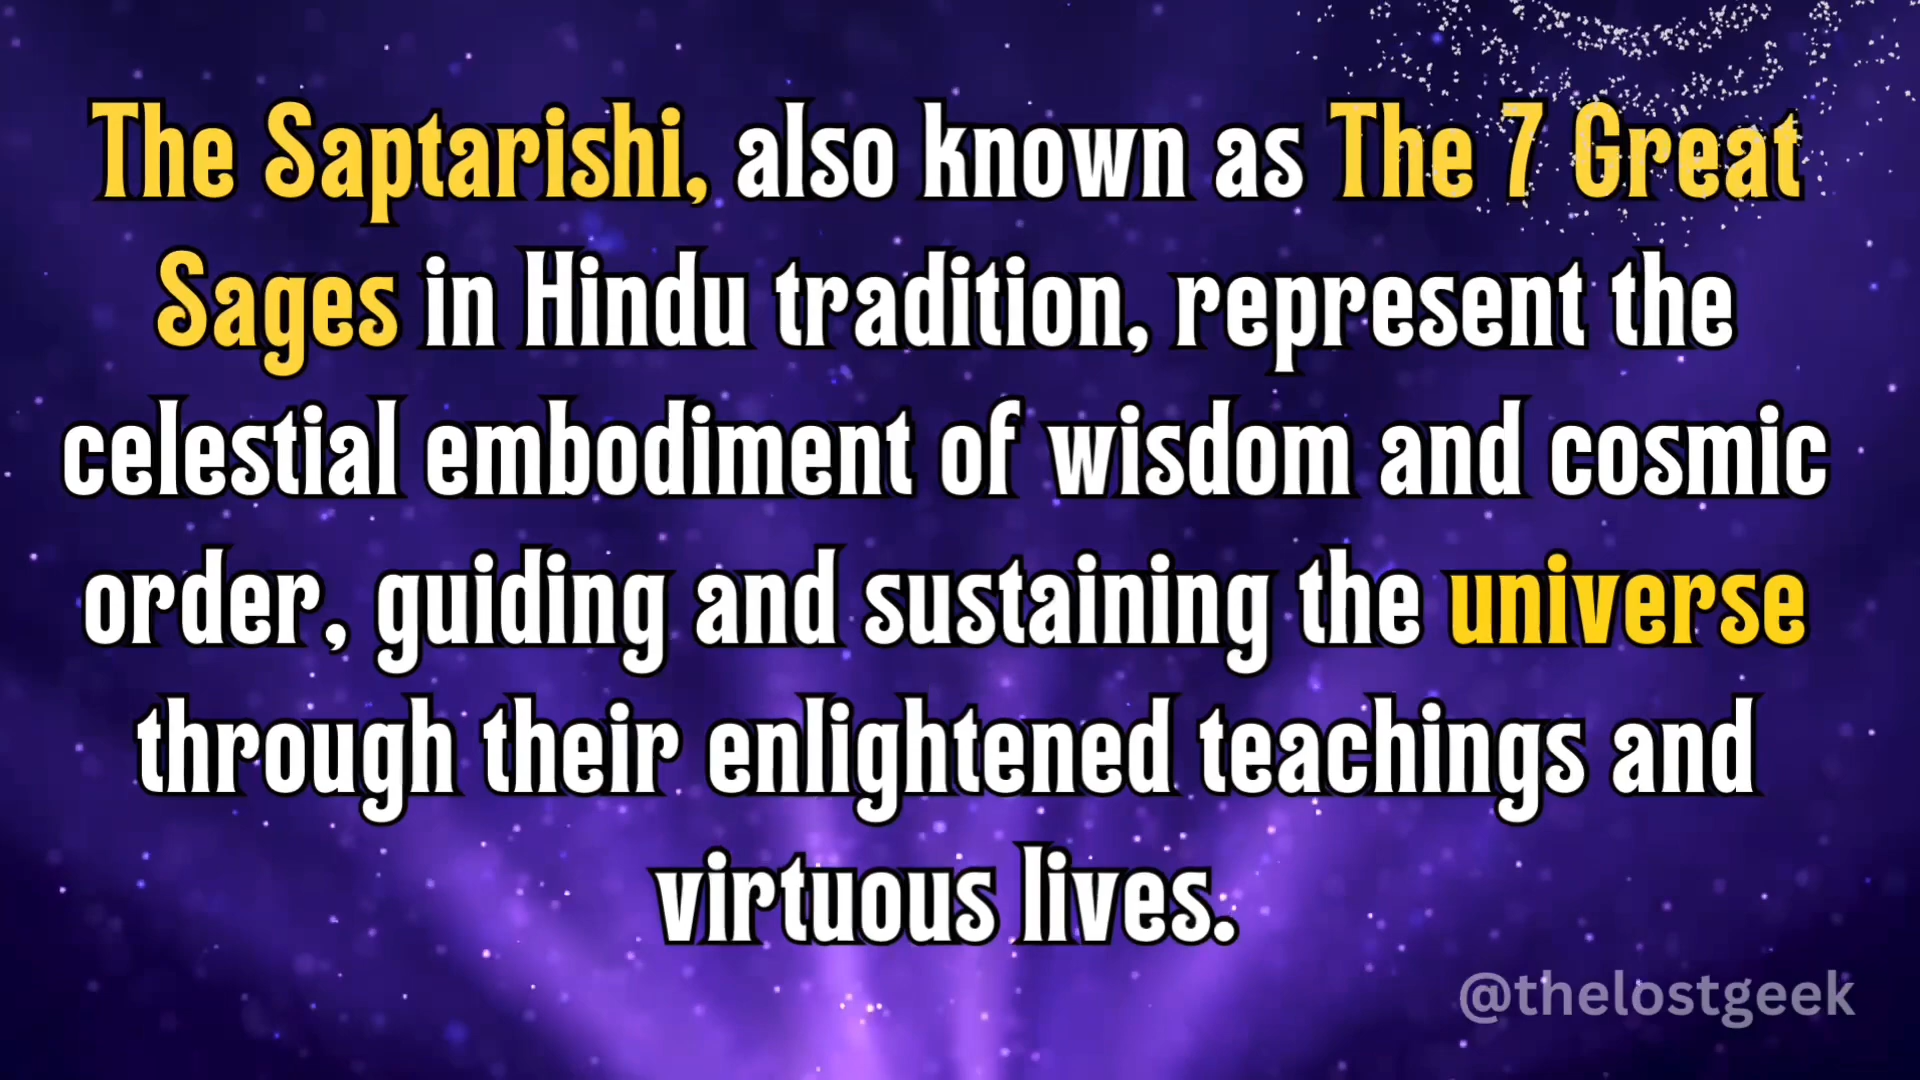 The Saptarishi, also known as The 7 Great
Sages in Hindu tradition, represent the
celestial embodiment of wisdom and cosmic
order, guiding and sustaining the universe
through their enlightened teachings and
virtuous lives.
@thelostgeek